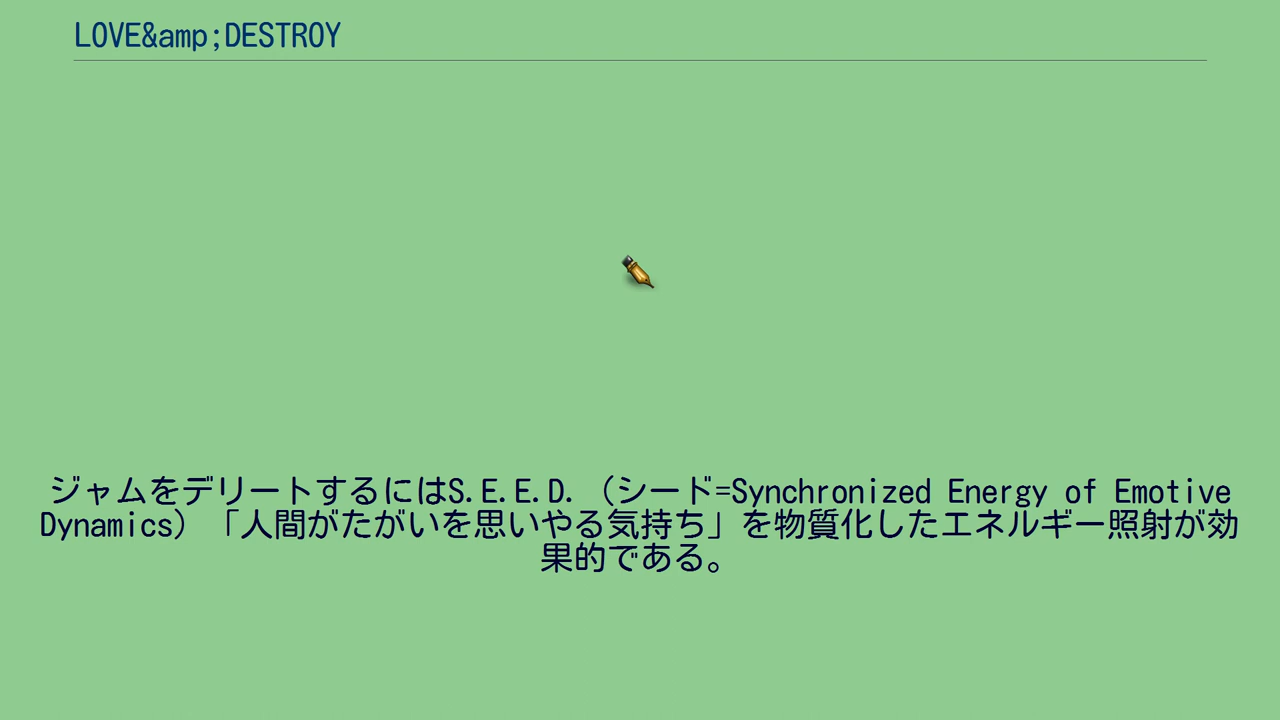 LOVE&amp;DESTROY
ジャムをデリートするにはS.E.E.D.（シード=Synchronized Energy of Emotive
Dynamics）「人間がたがいを思いやる気持ち」を物質化したエネルギー照射が効
果的である。